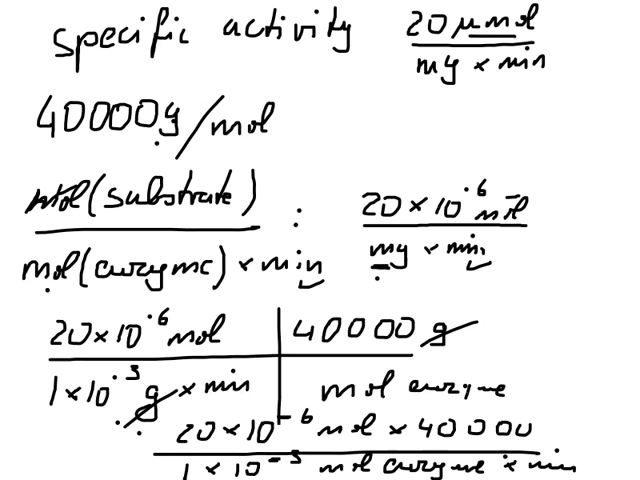 specific activity 20 μmol
mg × min
40000g/mol
mol(substrate) : 20×10⁻⁶ mol
mol(enzyme) × min mg × min
20×10⁻⁶ mol 40000 g
1×10⁻³ g × min mol enzyme
20×10⁻⁶ mol × 40000
1×10⁻³ mol enzyme × min